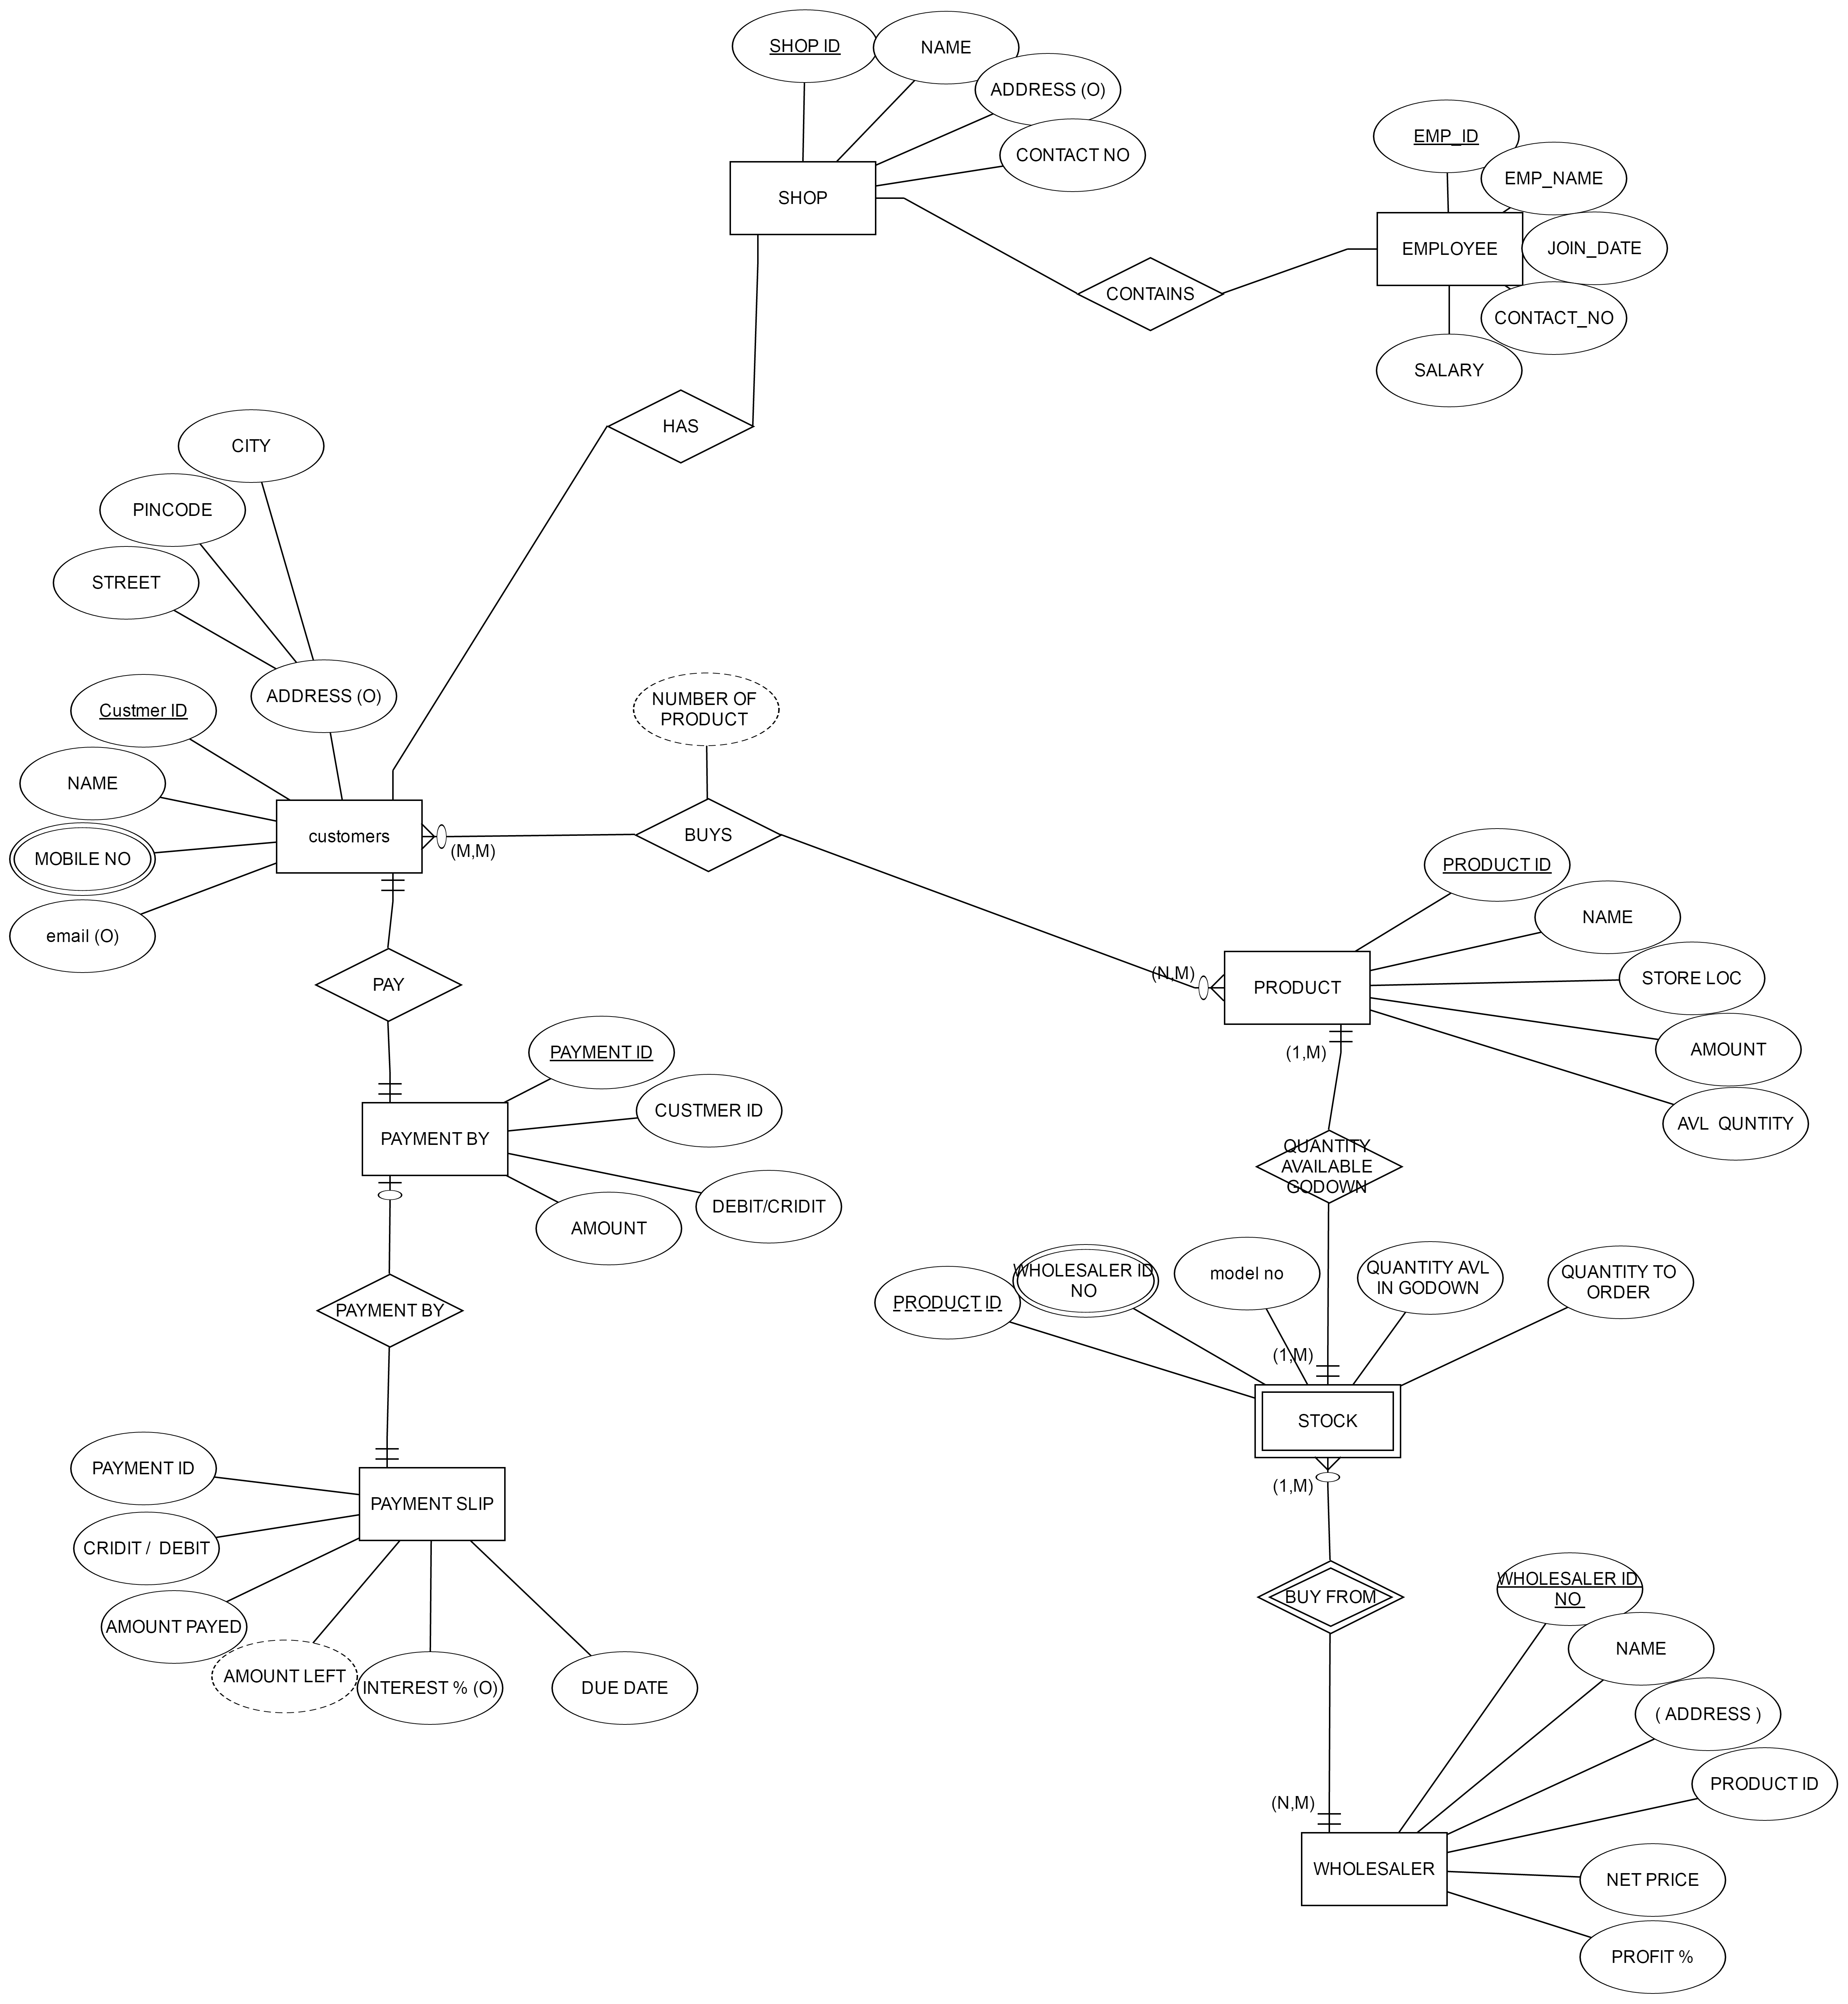 SHOP ID
NAME
ADDRESS (O)
CONTACT NO
SHOP
EMP_ID
EMP_NAME
EMPLOYEE
JOIN_DATE
CONTACT_NO
SALARY
CONTAINS
HAS
CITY
PINCODE
STREET
ADDRESS (O)
Custmer ID
NAME
MOBILE NO
email (O)
customers
(M,M)
NUMBER OF
PRODUCT
BUYS
(N,M)
PRODUCT
PRODUCT ID
NAME
STORE LOC
AMOUNT
AVL  QUNTITY
(1,M)
PAY
PAYMENT ID
CUSTMER ID
PAYMENT BY
DEBIT/CRIDIT
AMOUNT
PAYMENT BY
QUANTITY
AVAILABLE
GODOWN
PRODUCT ID
WHOLESALER ID
NO
model no
QUANTITY AVL
IN GODOWN
QUANTITY TO
ORDER
(1,M)
STOCK
(1,M)
PAYMENT ID
PAYMENT SLIP
CRIDIT /  DEBIT
AMOUNT PAYED
AMOUNT LEFT
INTEREST % (O)
DUE DATE
BUY FROM
WHOLESALER ID
NO
NAME
( ADDRESS )
PRODUCT ID
(N,M)
WHOLESALER
NET PRICE
PROFIT %